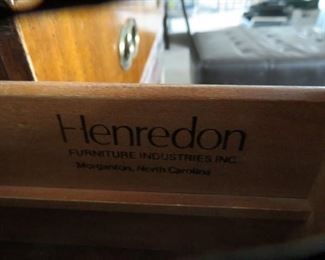 Henredon
FURNITURE INDUSTRIES INC
Morganton, North Carolina